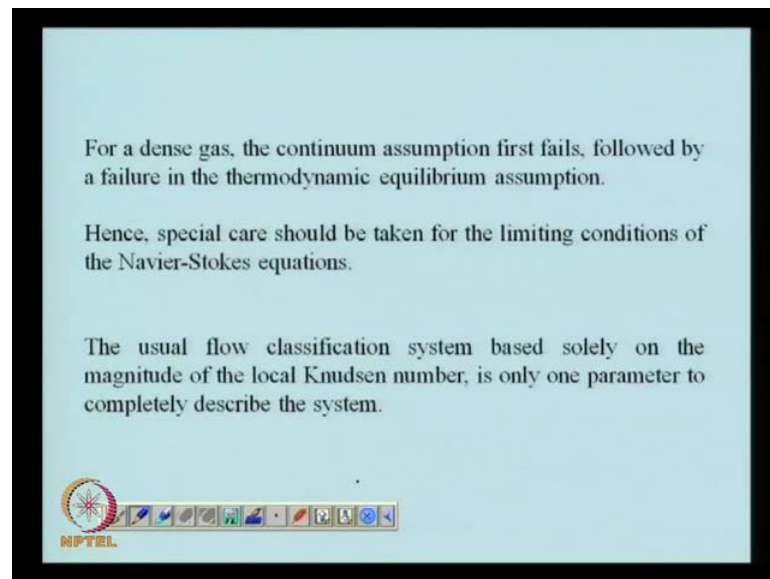 For a dense gas, the continuum assumption first fails, followed by
a failure in the thermodynamic equilibrium assumption.
Hence, special care should be taken for the limiting conditions of
the Navier-Stokes equations.
The usual flow classification system based solely on the
magnitude of the local Knudsen number, is only one parameter to
completely describe the system.
NPTEL